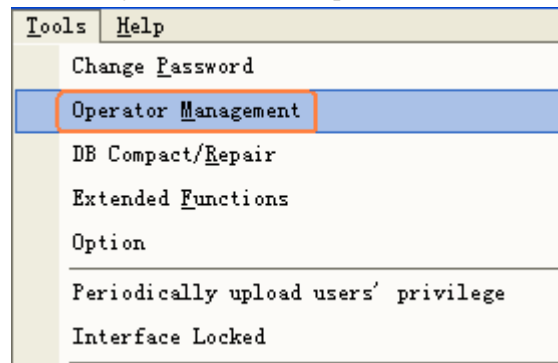 Tools Help
Change Password
Operator Management
DB Compact/Repair
Extended Functions
Option
Periodically upload users' privilege
Interface Locked